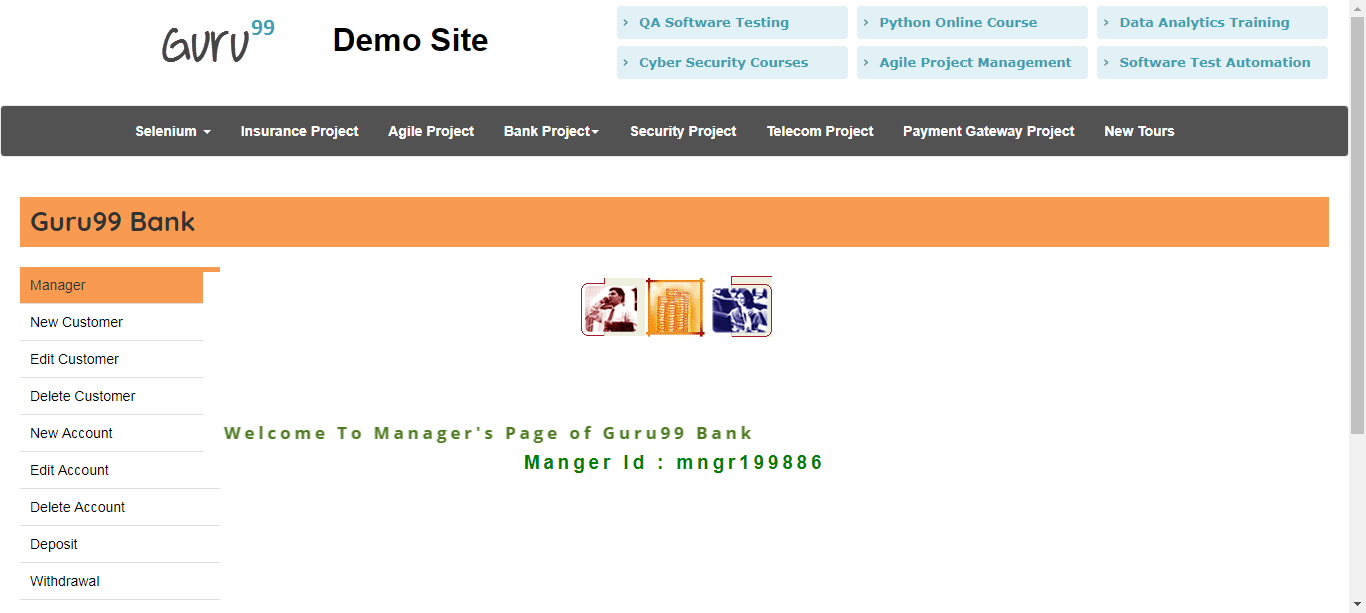 Guru99
Demo Site
QA Software Testing
Python Online Course
Data Analytics Training
Cyber Security Courses
Agile Project Management
Software Test Automation
Selenium
Insurance Project
Agile Project
Bank Project
Security Project
Telecom Project
Payment Gateway Project
New Tours
Guru99 Bank
Manager
New Customer
Edit Customer
Delete Customer
New Account
Edit Account
Delete Account
Deposit
Withdrawal
Welcome To Manager's Page of Guru99 Bank
Manger Id : mngr199886